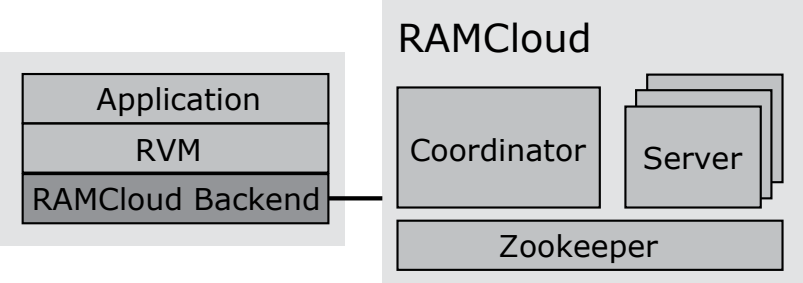 Application
RVM
RAMCloud Backend
RAMCloud
Coordinator
Server
Zookeeper